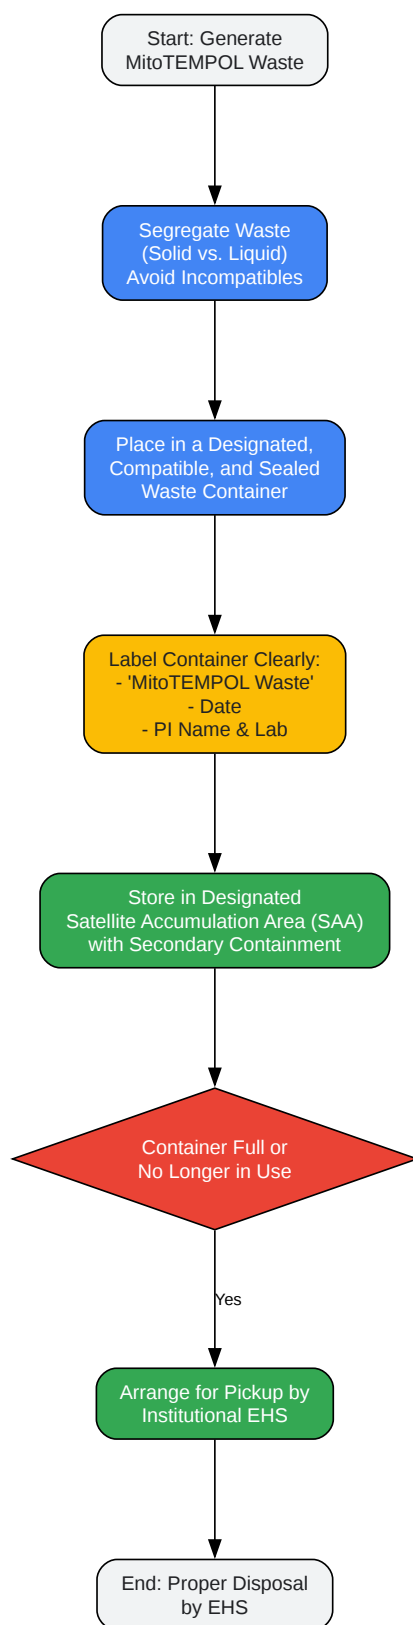 Start: Generate
MitoTEMPOL Waste
Segregate Waste
(Solid vs. Liquid)
Avoid Incompatibles
Place in a Designated,
Compatible, and Sealed
Waste Container
Label Container Clearly:
- 'MitoTEMPOL Waste'
- Date
- PI Name & Lab
Store in Designated
Satellite Accumulation Area (SAA)
with Secondary Containment
Container Full or
No Longer in Use
Yes
Arrange for Pickup by
Institutional EHS
End: Proper Disposal
by EHS